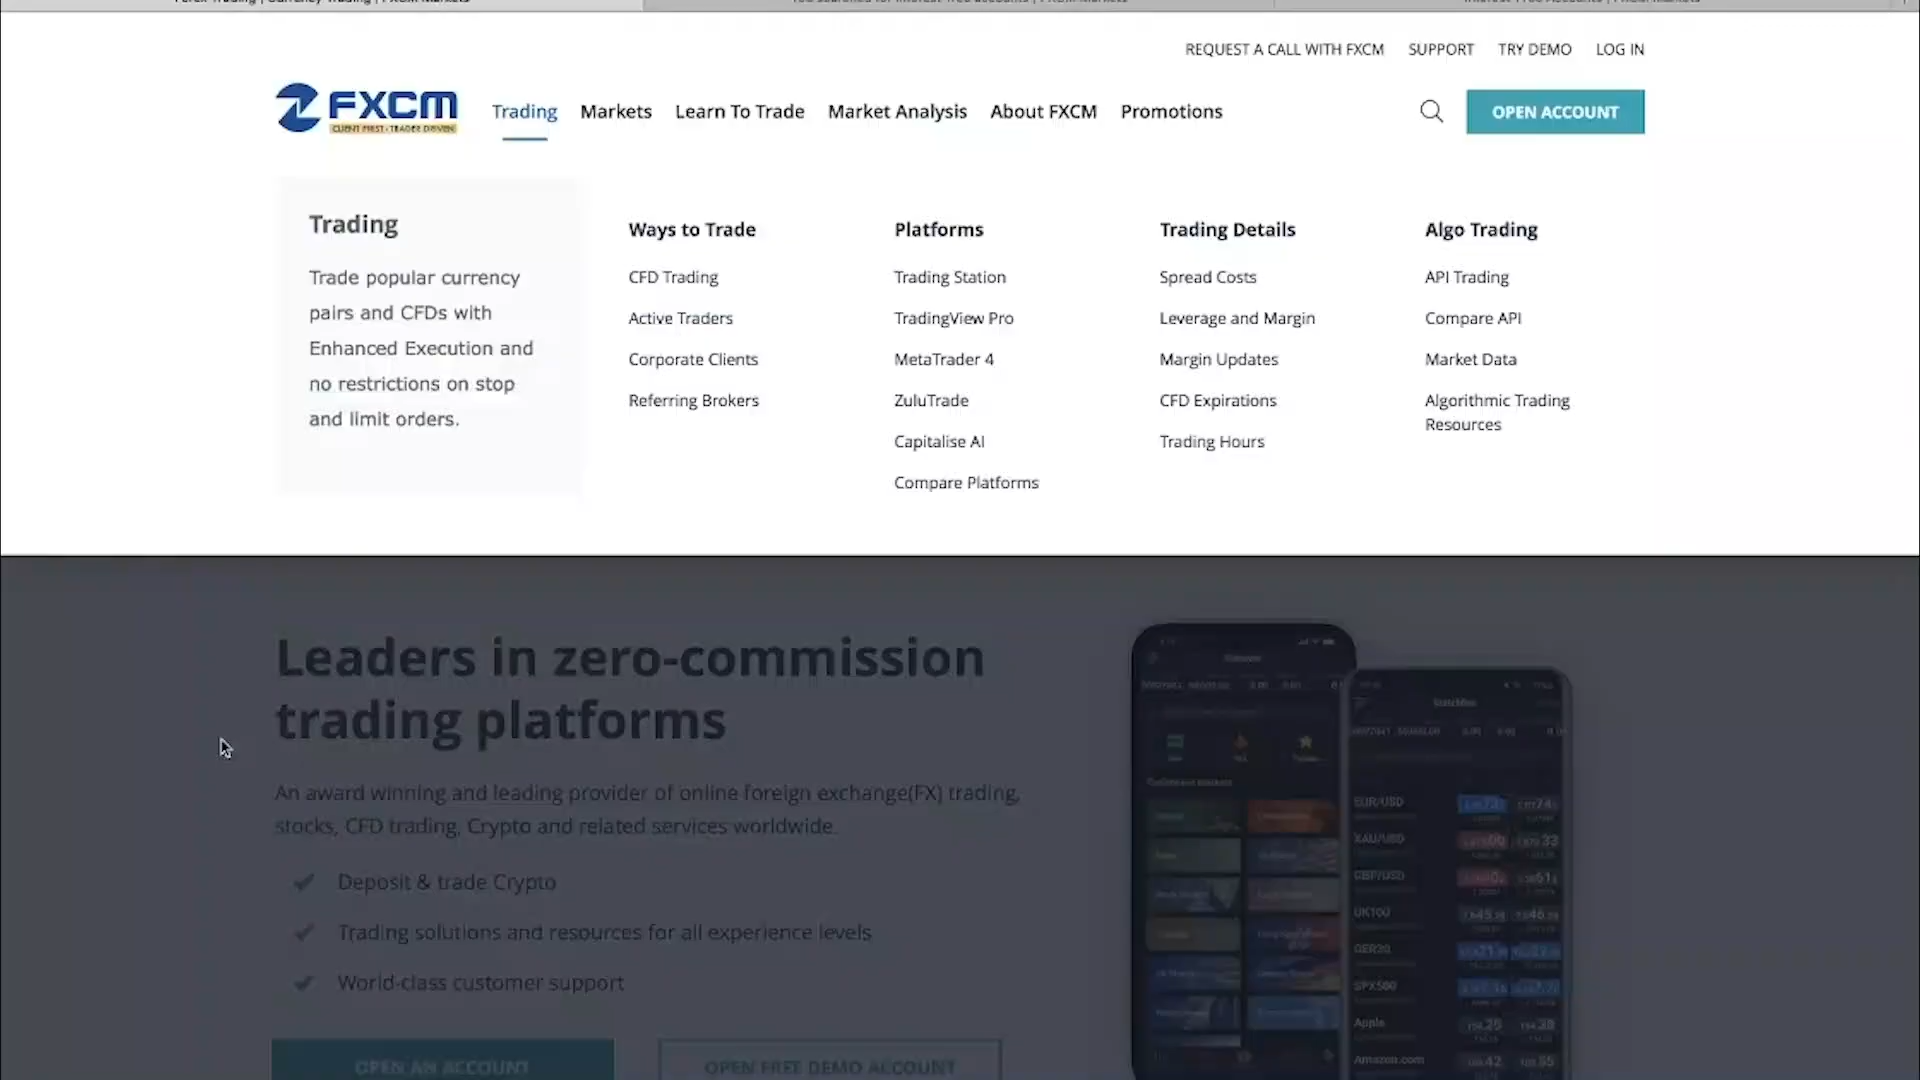 REQUEST A CALL WITH FXCM SUPPORT TRY DEMO LOG IN
FXCM
CLIENT FIRST • TRADER DRIVEN
Trading Markets Learn To Trade Market Analysis About FXCM Promotions
OPEN ACCOUNT
Trading
Trade popular currency
pairs and CFDs with
Enhanced Execution and
no restrictions on stop
and limit orders.
Ways to Trade
CFD Trading
Active Traders
Corporate Clients
Referring Brokers
Platforms
Trading Station
TradingView Pro
MetaTrader 4
ZuluTrade
Capitalise AI
Compare Platforms
Trading Details
Spread Costs
Leverage and Margin
Margin Updates
CFD Expirations
Trading Hours
Algo Trading
API Trading
Compare API
Market Data
Algorithmic Trading
Resources
Leaders in zero-commission
trading platforms
An award winning and leading provider of online foreign exchange(FX) trading,
stocks, CFD trading, Crypto and related services worldwide.
Deposit & trade Crypto
Trading solutions and resources for all experience levels
World-class customer support
OPEN AN ACCOUNT
OPEN FREE DEMO ACCOUNT
EUR/USD
XAU/USD
GBP/USD
UK100
GER30
SPX500
Apple
Amazon.com